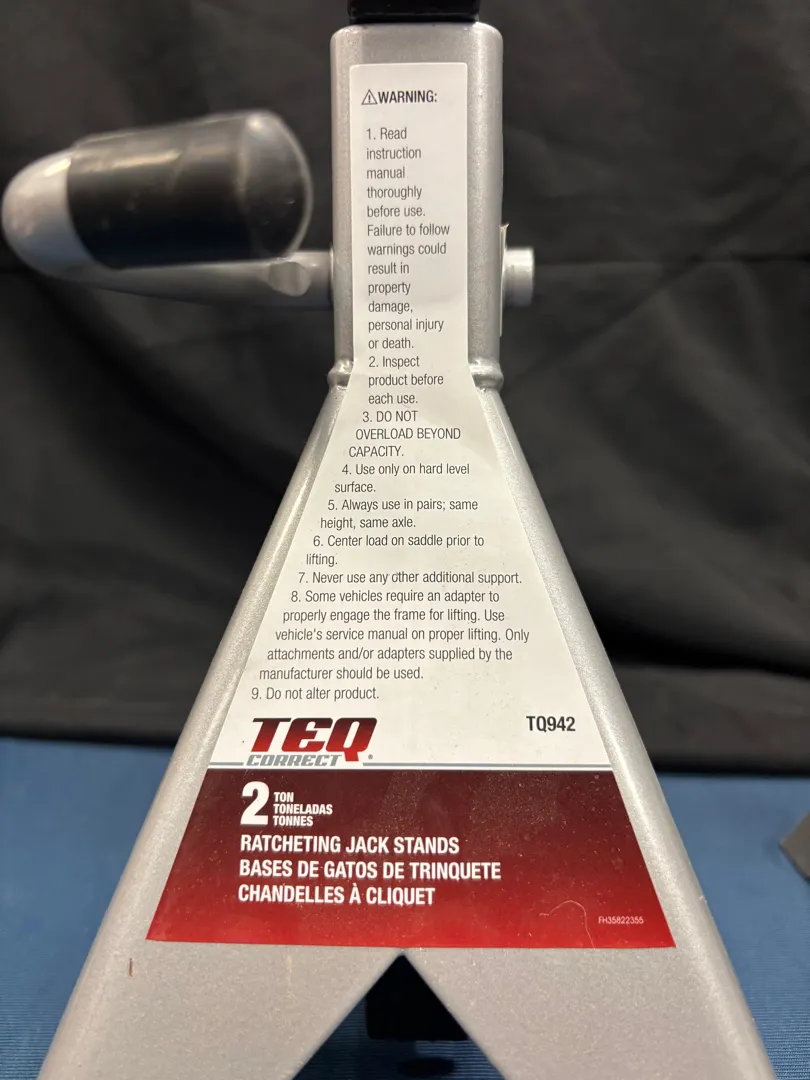 ⚠WARNING:
1. Read
instruction
manual
thoroughly
before use.
Failure to follow
warnings could
result in
property
damage,
personal injury
or death.
2. Inspect
product before
each use.
3. DO NOT
OVERLOAD BEYOND
CAPACITY.
4. Use only on hard level
surface.
5. Always use in pairs; same
height, same axle.
6. Center load on saddle prior to
lifting.
7. Never use any other additional support.
8. Some vehicles require an adapter to
properly engage the frame for lifting. Use
vehicle's service manual on proper lifting. Only
attachments and/or adapters supplied by the
manufacturer should be used.
9. Do not alter product.
TEQ
CORRECT®
TQ942
2 TON
TONELADAS
TONNES
RATCHETING JACK STANDS
BASES DE GATOS DE TRINQUETE
CHANDELLES À CLIQUET
FH35822355